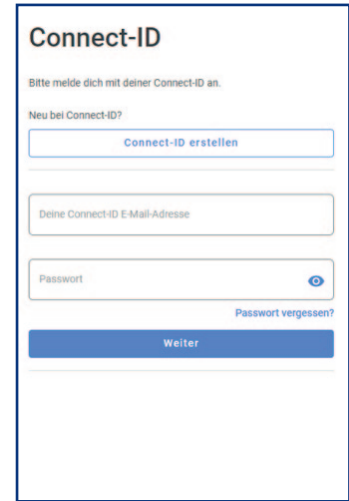 Connect-ID
Bitte melde dich mit deiner Connect-ID an.
Neu bei Connect-ID?
Connect-ID erstellen
Deine Connect-ID E-Mail-Adresse
Passwort
Passwort vergessen?
Weiter